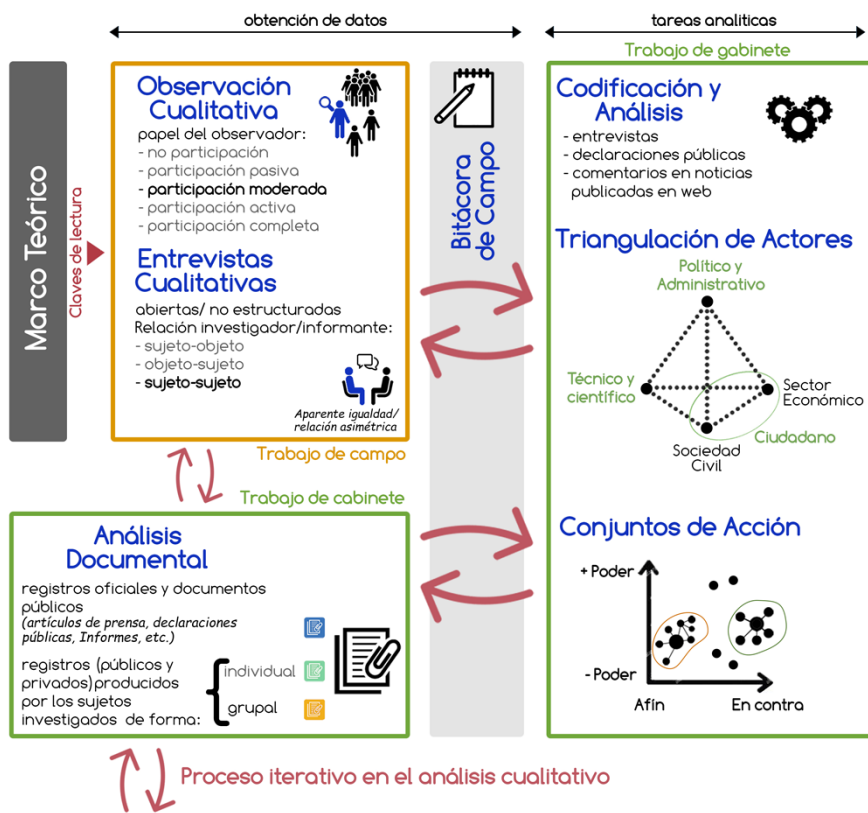 obtención de datos
tareas analiticas
Marco Teórico
Claves de lectura
Observación
Cualitativa
papel del observador:
- no participación
- participación pasiva
- participación moderada
- participación activa
- participación completa
Entrevistas
Cualitativas
abiertas/ no estructuradas
Relación investigador/informante:
- sujeto-objeto
- objeto-sujeto
- sujeto-sujeto
Aparente igualdad/
relación asimétrica
Trabajo de campo
Trabajo de cabinete
Análisis
Documental
registros oficiales y documentos
públicos
(artículos de prensa, declaraciones
públicas, Informes, etc.)
registros (públicos y
privados)producidos
por los sujetos
investigados de forma:
individual
grupal
Bitácora
de Campo
Trabajo de gabinete
Codificación y
Análisis
- entrevistas
- declaraciones públicas
- comentarios en noticias
publicadas en web
Triangulación de Actores
Político y
Administrativo
Técnico y
científico
Sector
Económico
Ciudadano
Sociedad
Civil
Conjuntos de Acción
+ Poder
- Poder
Afín
En contra
Proceso iterativo en el análisis cualitativo